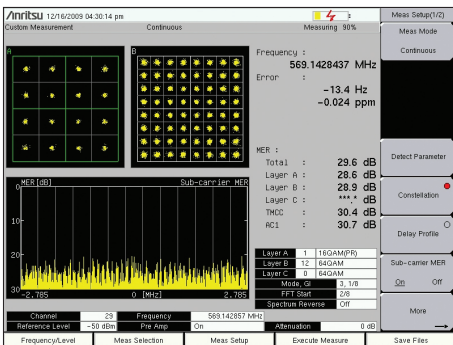 Anritsu 12/16/2009 04:30:14 pm
Custom Measurement Continuous Measuring 90%
Meas Setup(1/2)
Meas Mode
Continuous
A
B
Frequency :
569.1428437 MHz
Error :
-13.4 Hz
-0.024 ppm
MER :
Total : 29.6 dB
Layer A : 28.6 dB
Layer B : 28.9 dB
Layer C : ***.* dB
TMCC : 30.4 dB
AC1 : 30.7 dB
Detect Parameter
Constellation
Delay Profile
Sub-carrier MER
On Off
More
MER[dB] Sub-carrier MER
0
10
20
30
-2.785 0 [MHz] 2.785
Layer A 1 16QAM(PR)
Layer B 12 64QAM
Layer C 0 64QAM
Mode, GI 3, 1/8
FFT Start 2/8
Spectrum Reverse Off
Channel 29 Frequency 569.142857 MHz
Reference Level -50 dBm Pre Amp On Attenuation 0 dB
Frequency/Level Meas Selection Meas Setup Execute Measure Save Files